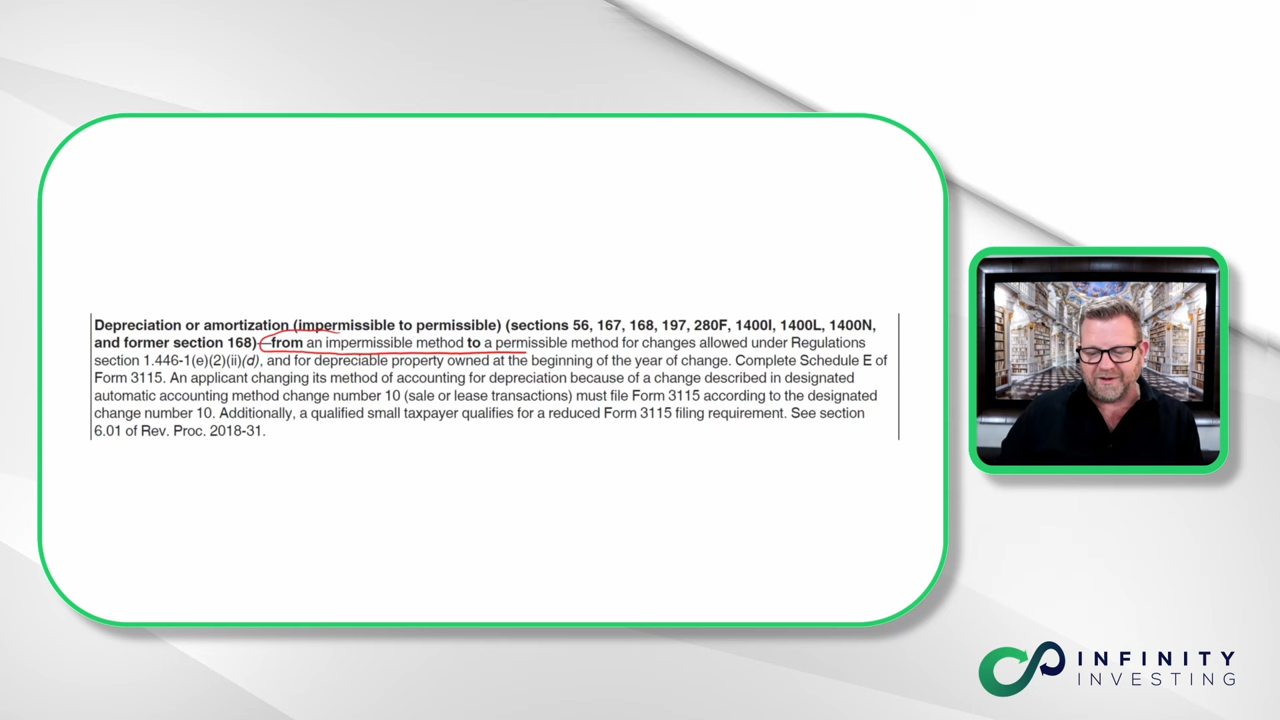 Depreciation or amortization (impermissible to permissible) (sections 56, 167, 168, 197, 280F, 1400I, 1400L, 1400N,
and former section 168)—from an impermissible method to a permissible method for changes allowed under Regulations
section 1.446-1(e)(2)(ii)(d), and for depreciable property owned at the beginning of the year of change. Complete Schedule E of
Form 3115. An applicant changing its method of accounting for depreciation because of a change described in designated
automatic accounting method change number 10 (sale or lease transactions) must file Form 3115 according to the designated
change number 10. Additionally, a qualified small taxpayer qualifies for a reduced Form 3115 filing requirement. See section
6.01 of Rev. Proc. 2018-31.
INFINITY
INVESTING